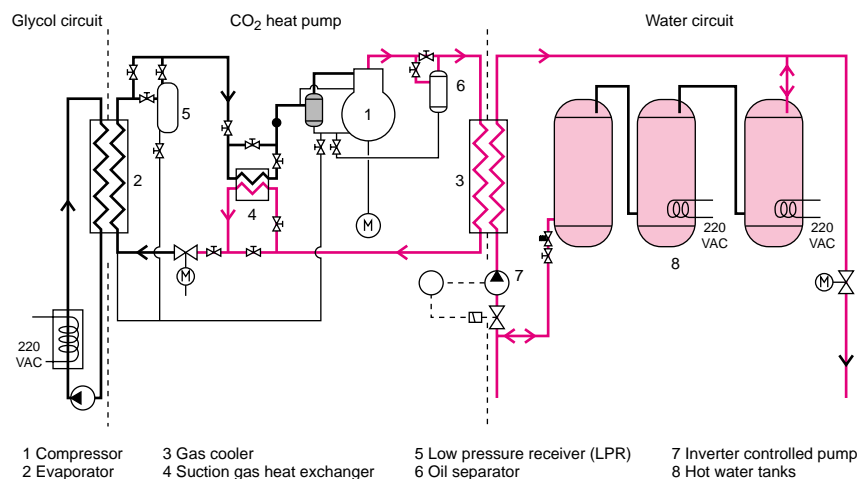 Glycol circuit
CO₂ heat pump
Water circuit
1
2
3
4
5
6
7
8
M
M
M
220
VAC
220
VAC
220
VAC
1 Compressor
2 Evaporator
3 Gas cooler
4 Suction gas heat exchanger
5 Low pressure receiver (LPR)
6 Oil separator
7 Inverter controlled pump
8 Hot water tanks